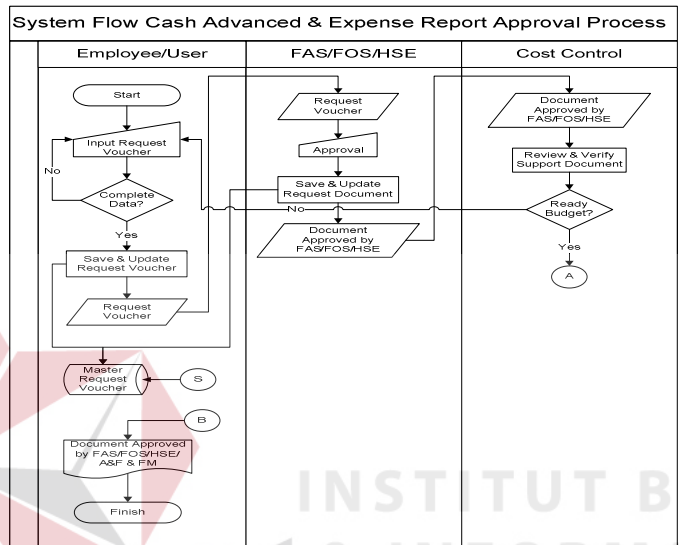 System Flow Cash Advanced & Expense Report Approval Process
Employee/User
FAS/FOS/HSE
Cost Control
Start
Input Request
Voucher
No
Complete
Data?
Yes
Save & Update
Request Voucher
Request
Voucher
Master
Request
Voucher
S
B
Document Approved
by FAS/FOS/HSE/
A&F & FM
Finish
Request
Voucher
Approval
Save & Update
Request Document
No
Document
Approved by
FAS/FOS/HSE
Document
Approved by
FAS/FOS/HSE
Review & Verify
Support Document
Ready
Budget?
Yes
A
INSTITUT B